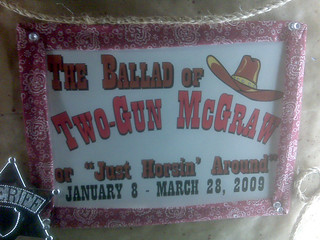 The Ballad of
Two-Gun McGraw
or "Just Horsin' Around"
January 8 - March 28, 2009